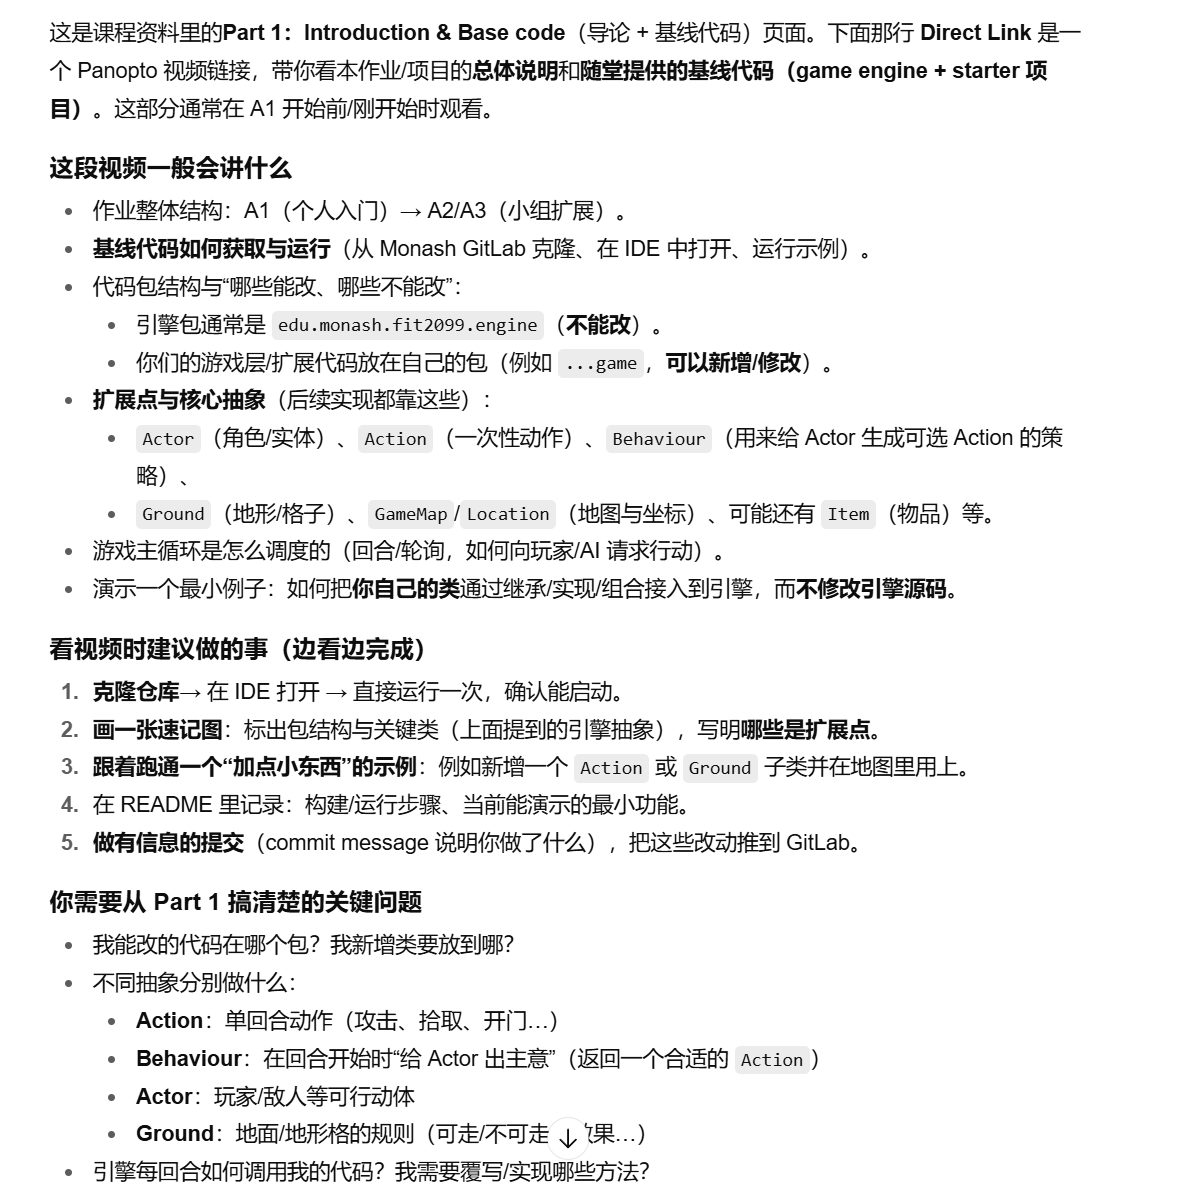 这是课程资料里的Part 1：Introduction & Base code（导论 + 基线代码）页面。下面那行 Direct Link 是一
个 Panopto 视频链接，带你看本作业/项目的总体说明和随堂提供的基线代码（game engine + starter 项
目）。这部分通常在 A1 开始前/刚开始时观看。
这段视频一般会讲什么
作业整体结构：A1（个人入门）→ A2/A3（小组扩展）。
基线代码如何获取与运行（从 Monash GitLab 克隆、在 IDE 中打开、运行示例）。
代码包结构与“哪些能改、哪些不能改”：
引擎包通常是 edu.monash.fit2099.engine（不能改）。
你们的游戏层/扩展代码放在自己的包（例如 ...game，可以新增/修改）。
扩展点与核心抽象（后续实现都靠这些）：
Actor（角色/实体）、Action（一次性动作）、Behaviour（用来给 Actor 生成可选 Action 的策
略）、
Ground（地形/格子）、GameMap/Location（地图与坐标）、可能还有 Item（物品）等。
游戏主循环是怎么调度的（回合/轮询，如何向玩家/AI 请求行动）。
演示一个最小例子：如何把你自己的类通过继承/实现/组合接入到引擎，而不修改引擎源码。
看视频时建议做的事（边看边完成）
1. 克隆仓库→ 在 IDE 打开 → 直接运行一次，确认能启动。
2. 画一张速记图：标出包结构与关键类（上面提到的引擎抽象），写明哪些是扩展点。
3. 跟着跑通一个“加点小东西”的示例：例如新增一个 Action 或 Ground 子类并在地图里用上。
4. 在 README 里记录：构建/运行步骤、当前能演示的最小功能。
5. 做有信息的提交（commit message 说明你做了什么），把这些改动推到 GitLab。
你需要从 Part 1 搞清楚的关键问题
我能改的代码在哪个包？我新增类要放到哪？
不同抽象分别做什么：
Action：单回合动作（攻击、拾取、开门…）
Behaviour：在回合开始时“给 Actor 出主意”（返回一个合适的 Action）
Actor：玩家/敌人等可行动体
Ground：地面/地形格的规则（可走/不可走 果…）
引擎每回合如何调用我的代码？我需要覆写/实现哪些方法？